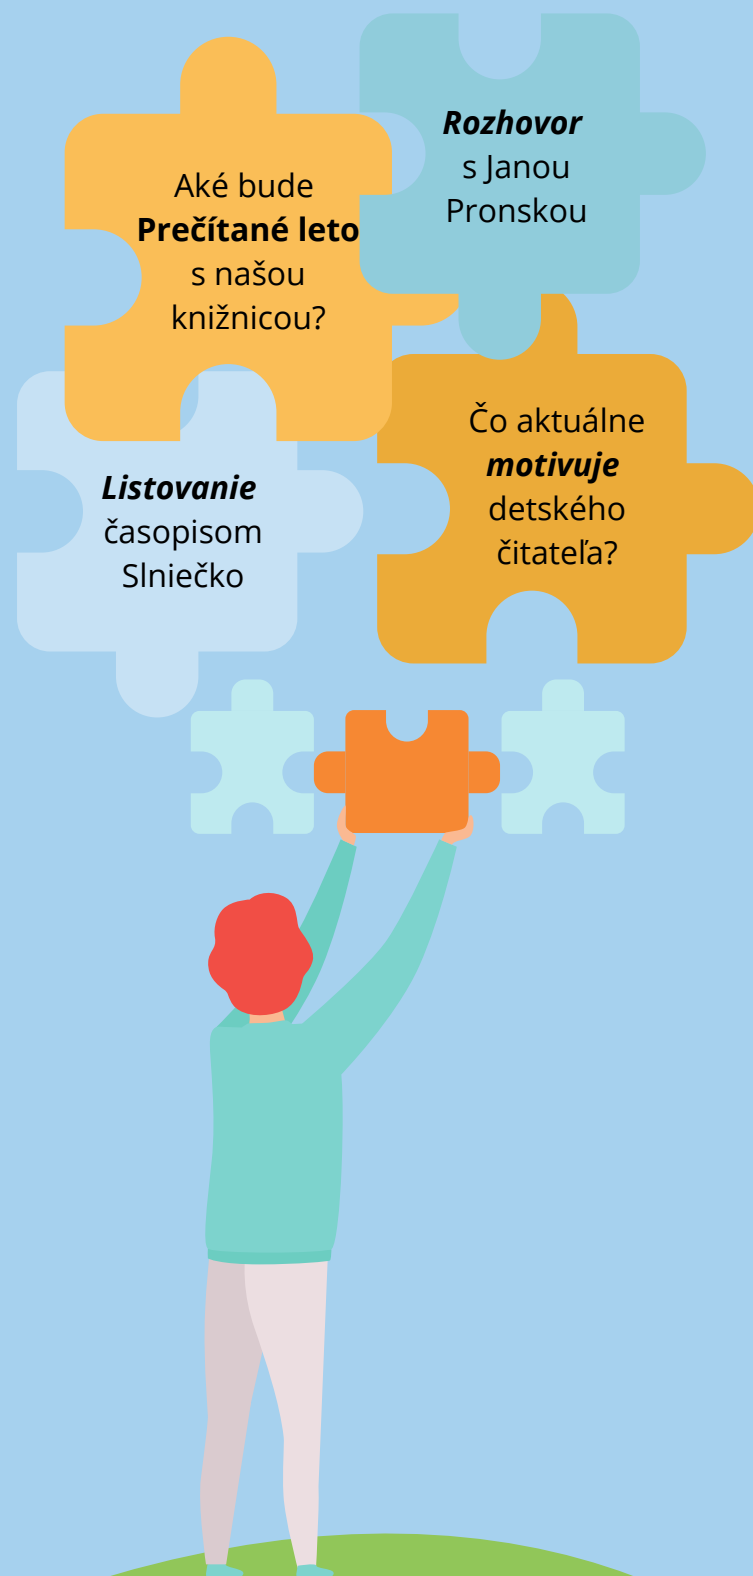 Aké bude
Prečítané leto
s našou
knižnicou?
Rozhovor
s Janou
Pronskou
Listovanie
časopisom
Slniečko
Čo aktuálne
motivuje
detského
čitateľa?